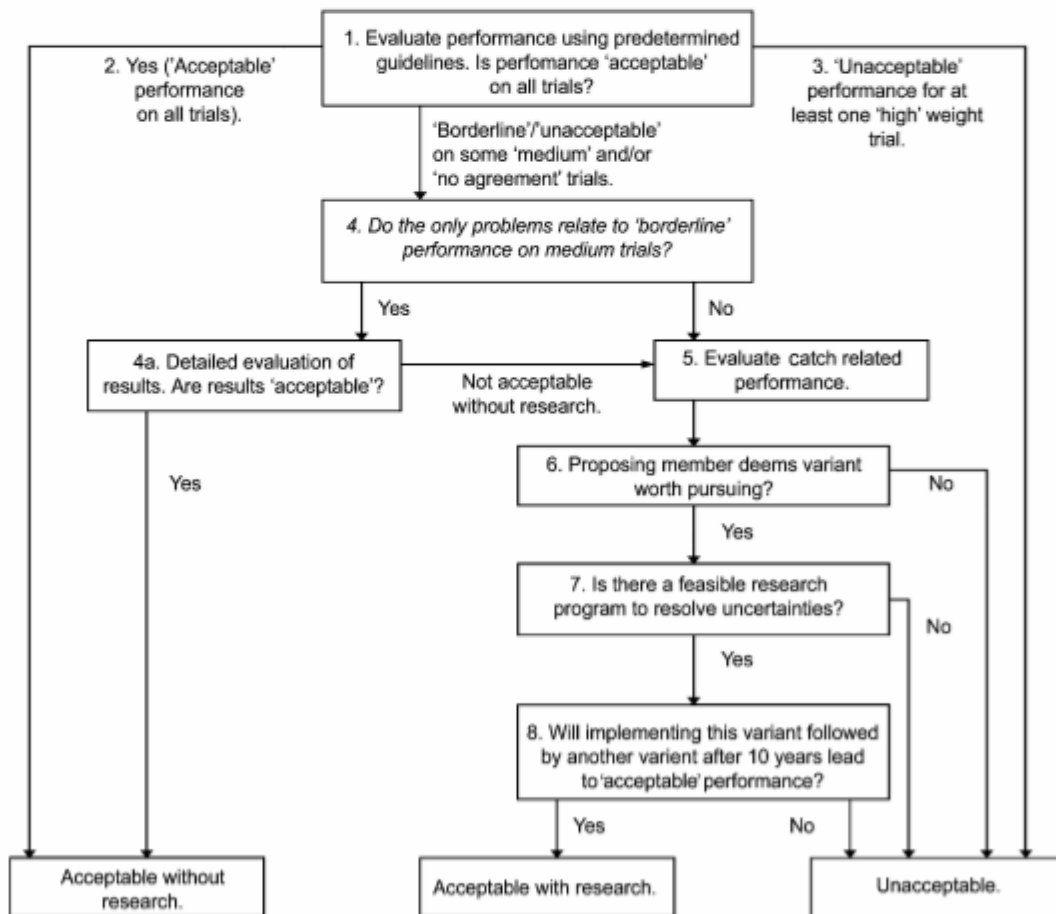 1. Evaluate performance using predetermined
guidelines. Is perfomance ‘acceptable’
on all trials?
2. Yes (’Acceptable’
performance
on all trials).
3. ‘Unacceptable’
performance for at
least one ‘high’ weight
trial.
‘Borderline’/’unacceptable’
on some ‘medium’ and/or
‘no agreement’ trials.
4. Do the only problems relate to ‘borderline’
performance on medium trials?
Yes
No
4a. Detailed evaluation of
results. Are results ‘acceptable’?
Not acceptable
without research.
5. Evaluate catch related
performance.
Yes
6. Proposing member deems variant
worth pursuing?
No
Yes
7. Is there a feasible research
program to resolve uncertainties?
No
Yes
8. Will implementing this variant followed
by another varient after 10 years lead
to ‘acceptable’ performance?
Yes
No
Acceptable without
research.
Acceptable with research.
Unacceptable.